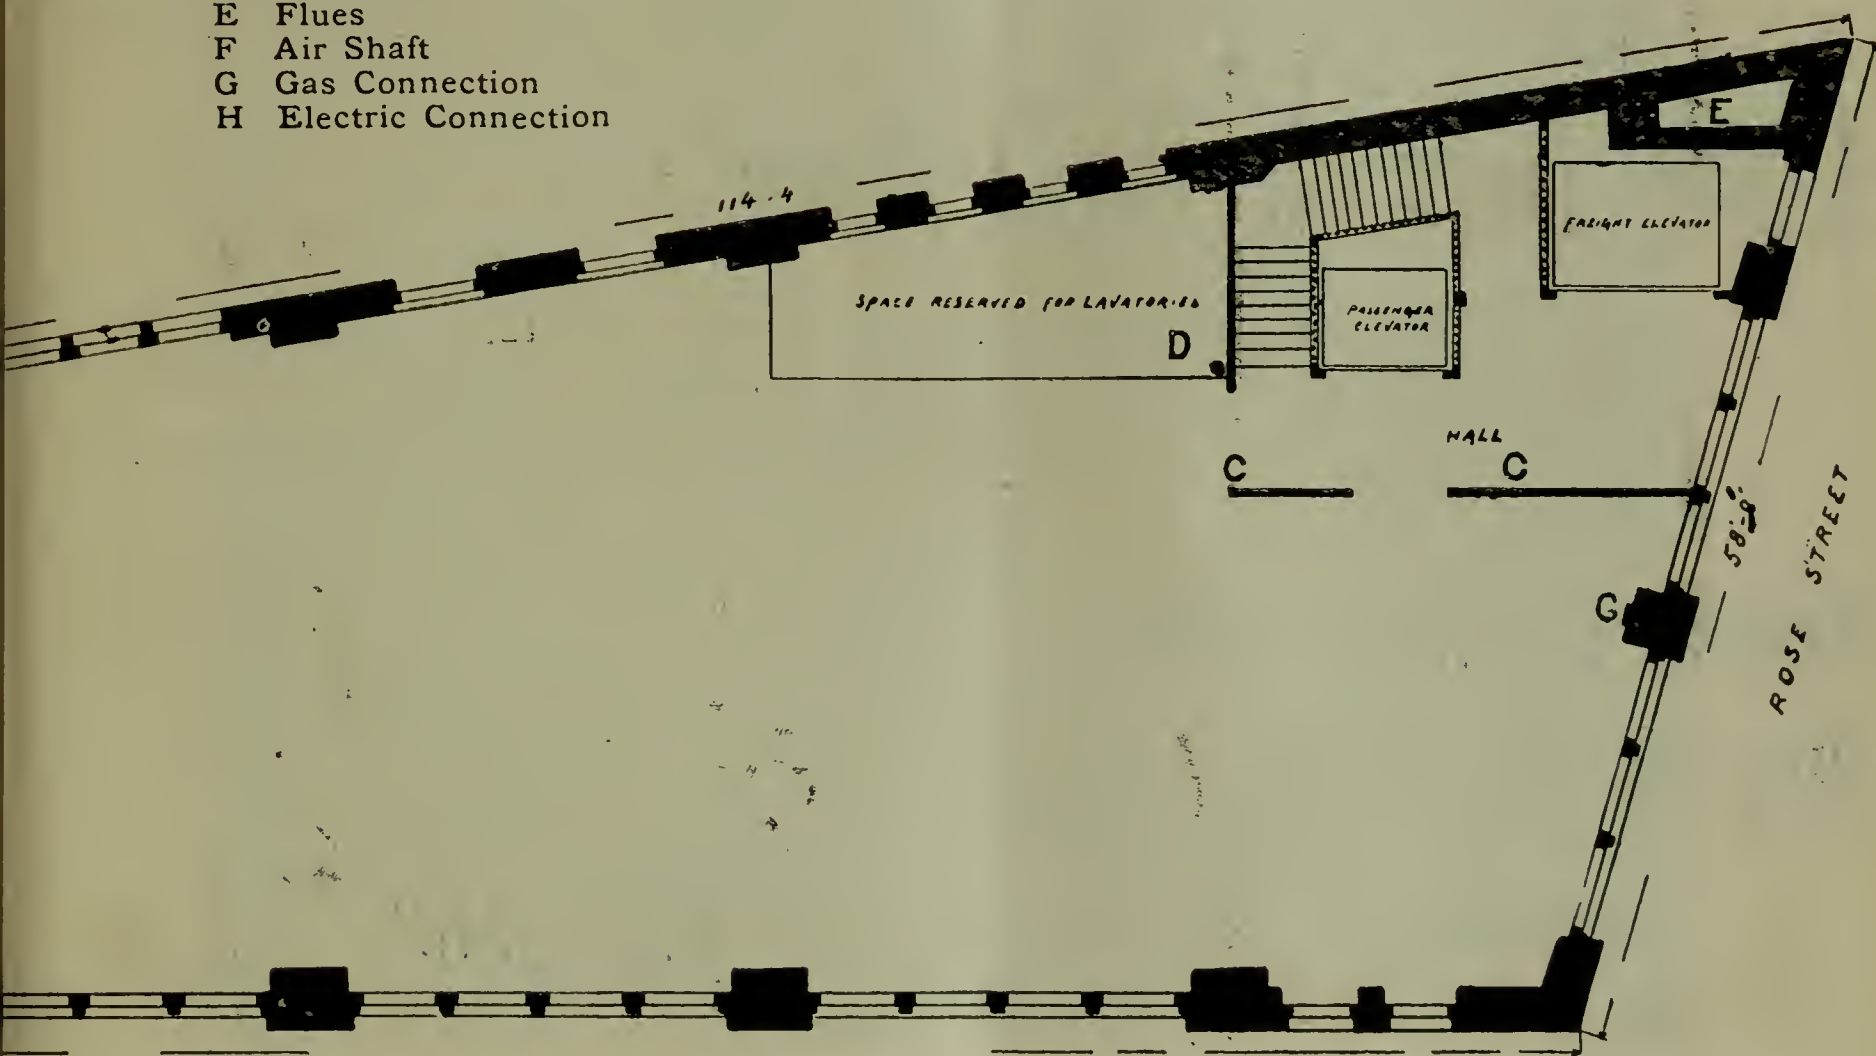 E Flues
F Air Shaft
G Gas Connection
H Electric Connection
114-4
E
FREIGHT ELEVATOR
SPACE RESERVED FOR LAVATORIES
D
PASSENGER
ELEVATOR
HALL
C
C
58'-8"
G
ROSE STREET